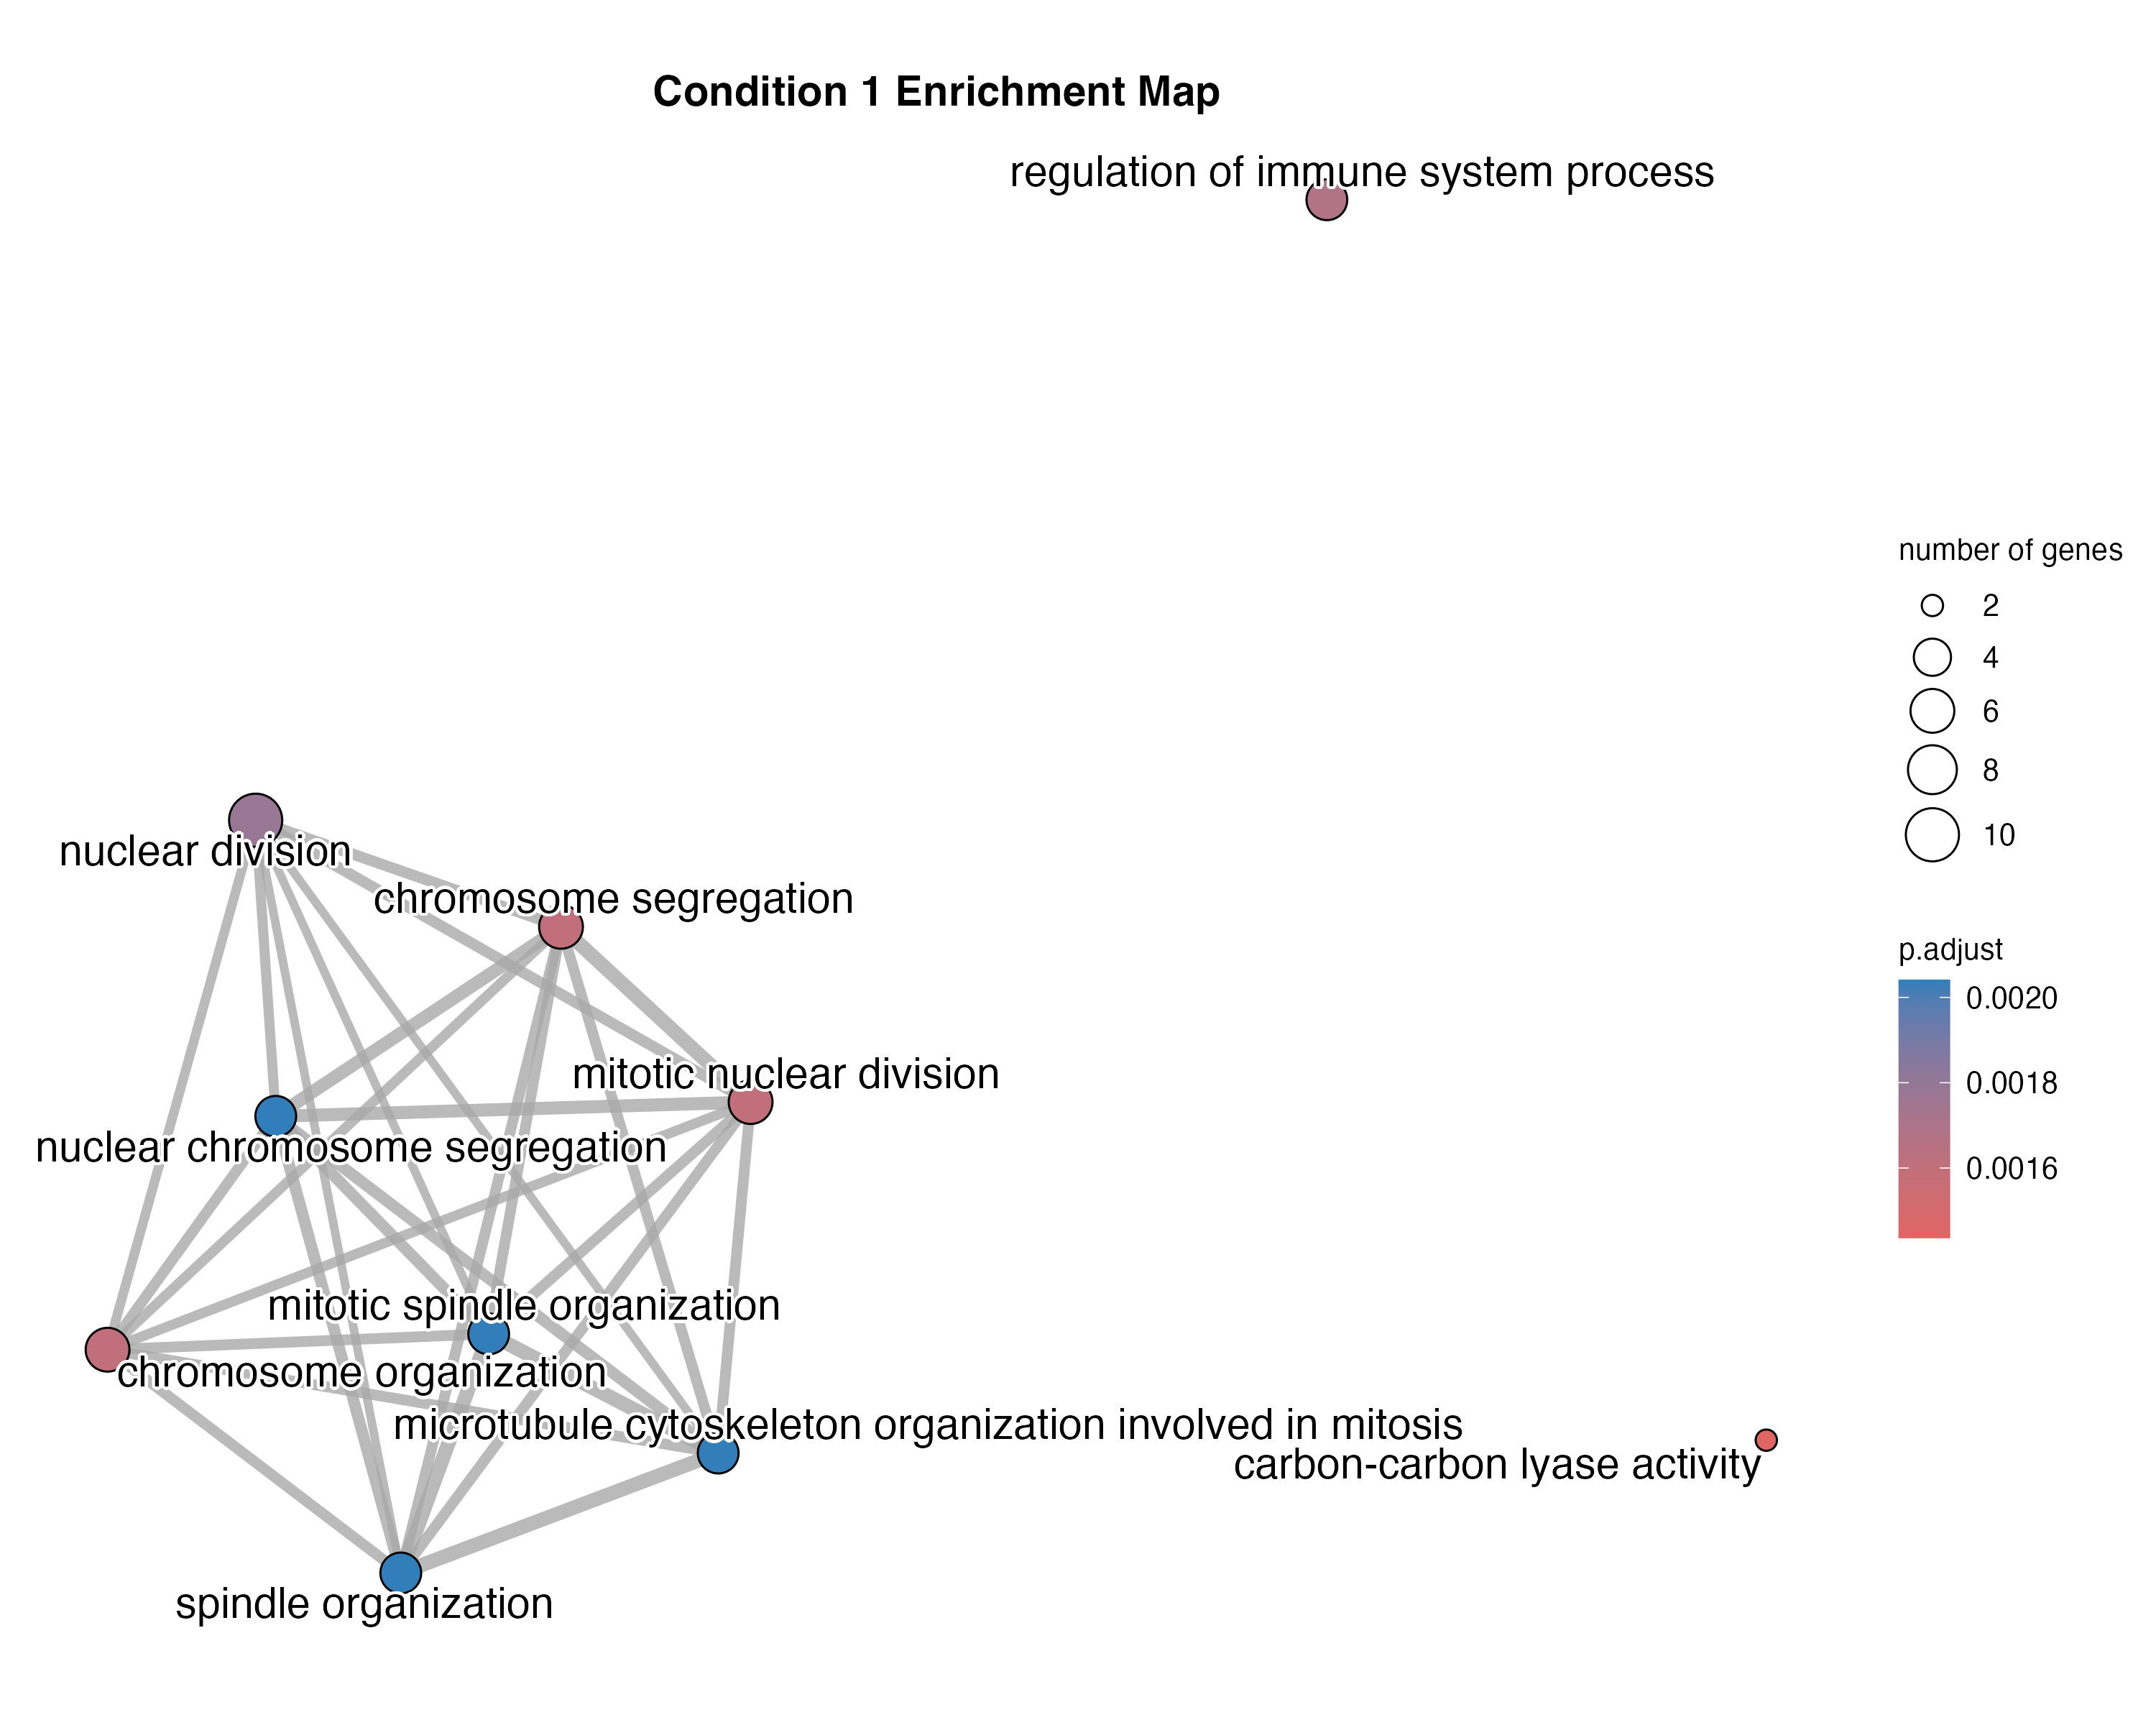 Condition 1 Enrichment Map
regulation of immune system process
number of genes
2
4
6
8
10
nuclear division
chromosome segregation
p.adjust
0.0020
0.0018
0.0016
mitotic nuclear division
nuclear chromosome segregation
mitotic spindle organization
chromosome organization
microtubule cytoskeleton organization involved in mitosis
carbon-carbon lyase activity
spindle organization